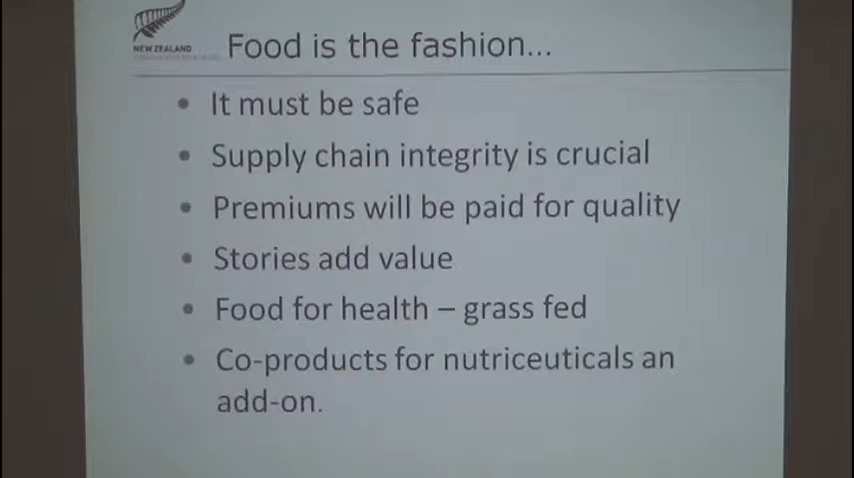 NEW ZEALAND
Food is the fashion...
• It must be safe
• Supply chain integrity is crucial
• Premiums will be paid for quality
• Stories add value
• Food for health – grass fed
• Co-products for nutriceuticals an
add-on.